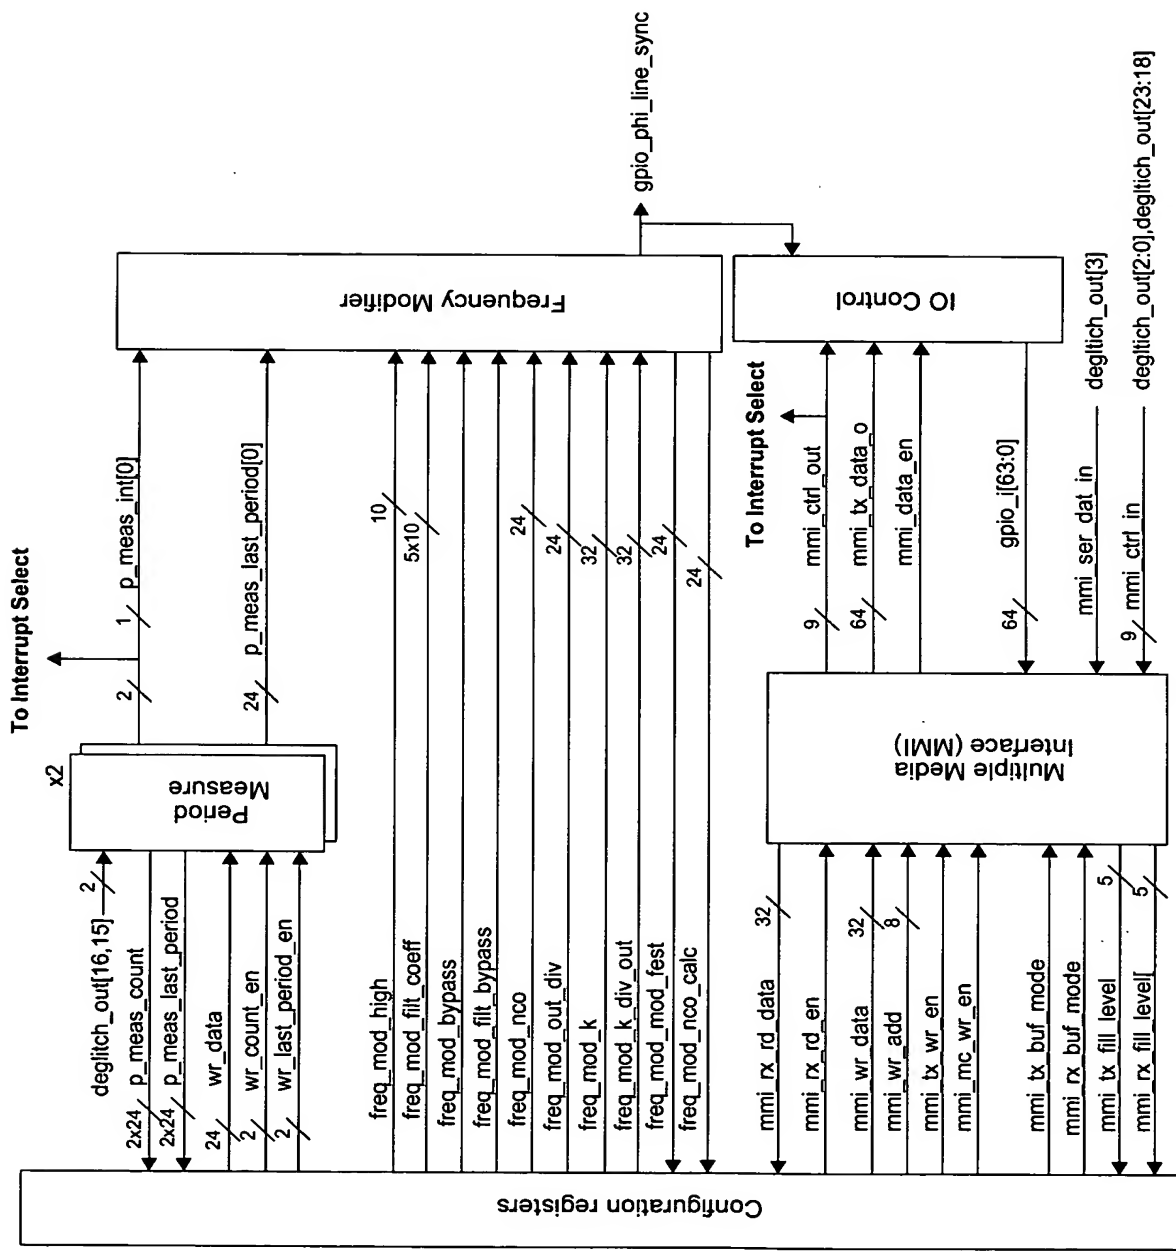 To Interrupt Select
x2
Period
Measure
deglitch_out[16,15]
2
2x24 p_meas_count
2x24 p_meas_last_period
24 wr_data
2 wr_count_en
2 wr_last_period_en
2
1 p_meas_int[0]
24 p_meas_last_period[0]
Frequency Modifier
freq_mod_high
10
freq_mod_filt_coeff
5x10
freq_mod_bypass
freq_mod_filt_bypass
freq_mod_nco
24
freq_mod_out_div
24
freq_mod_k
32
freq_mod_k_div_out
32
freq_mod_mod_fest
24
freq_mod_nco_calc
24
gpio_phi_line_sync
To Interrupt Select
IO Control
9 mmi_ctrl_out
64 mmi_tx_data_o
mmi_data_en
64 gpio_i[63:0]
mmi_ser_dat_in
degltich_out[3]
9 mmi_ctrl_in
degltich_out[2:0],degltich_out[23:18]
Multiple Media
Interface (MMI)
mmi_rx_rd_data
32
mmi_rx_rd_en
mmi_wr_data
32
mmi_wr_add
8
mmi_tx_wr_en
mmi_mc_wr_en
mmi_tx_buf_mode
mmi_rx_buf_mode
mmi_tx_fill_level
5
mmi_rx_fill_level[
5
Configuration registers